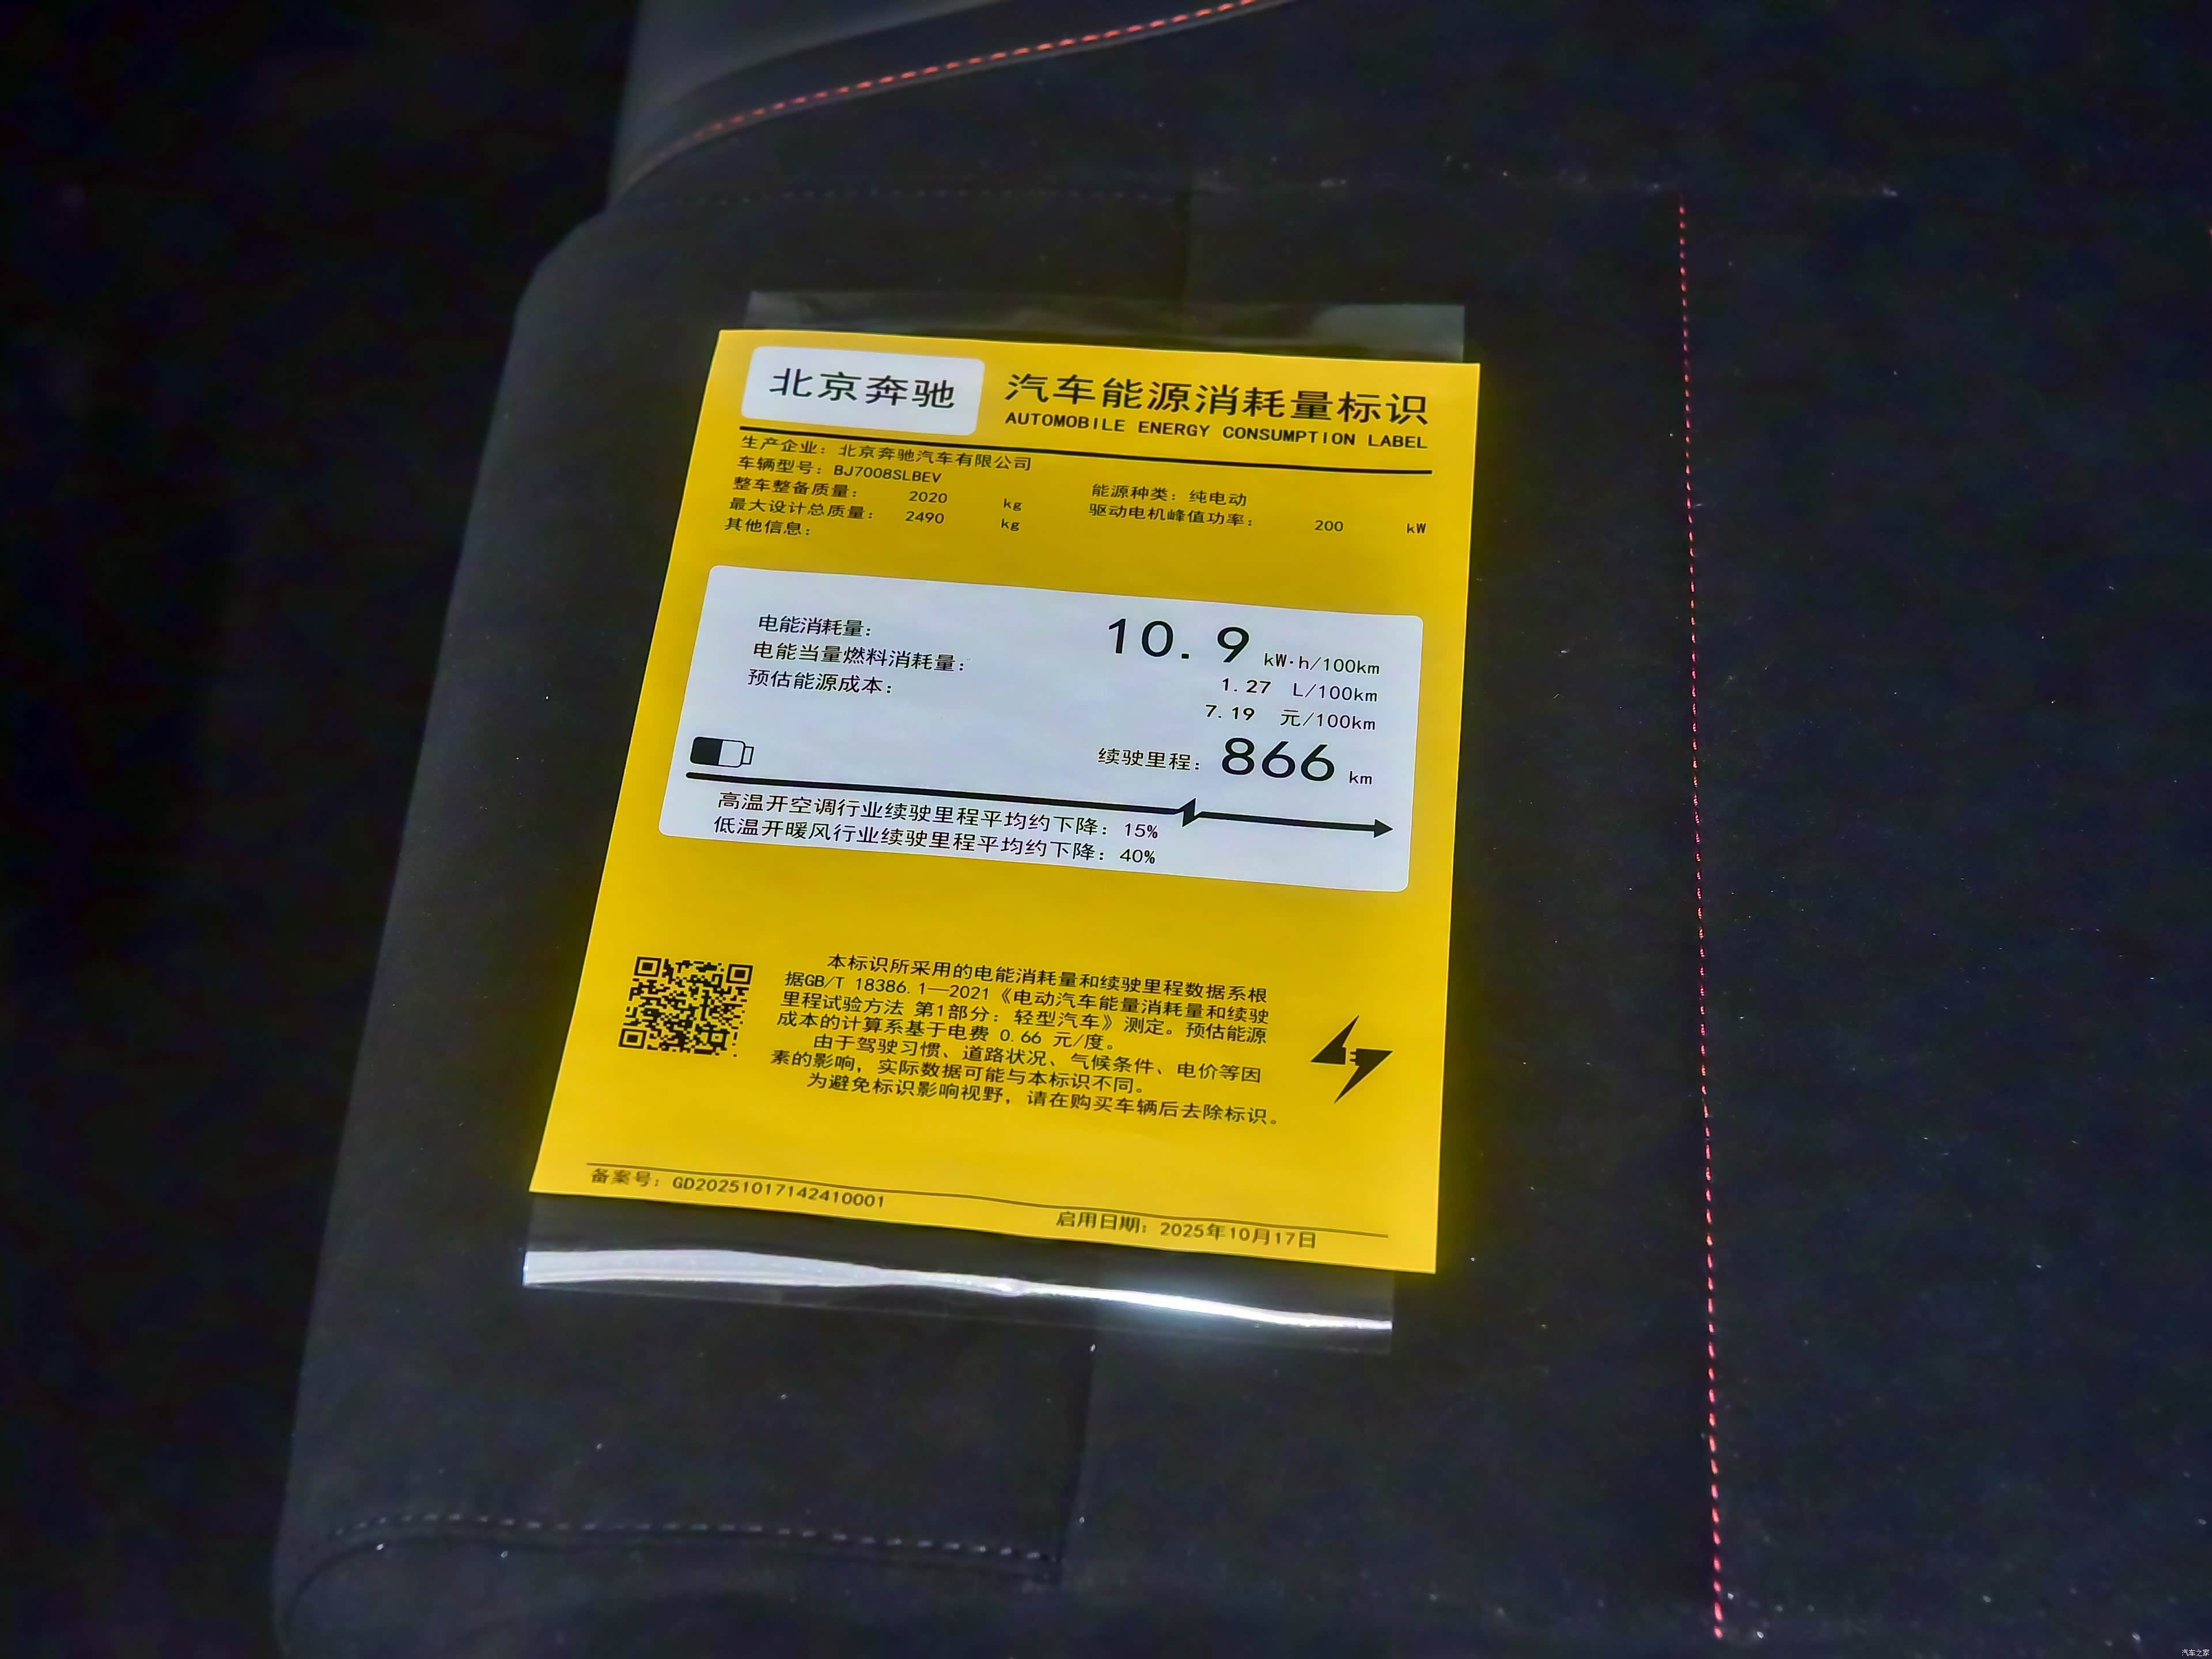 北京奔驰
汽车能源消耗量标识
AUTOMOBILE ENERGY CONSUMPTION LABEL
生产企业：北京奔驰汽车有限公司
车辆型号：BJ7008SLBEV
整车整备质量： 2020 kg
能源种类：纯电动
最大设计总质量： 2490 kg
驱动电机峰值功率： 200 kW
其他信息：
电能消耗量： 10.9 kW·h/100km
电能当量燃料消耗量： 1.27 L/100km
预估能源成本： 7.19 元/100km
续驶里程： 866 km
高温开空调行业续驶里程平均约下降：15%
低温开暖风行业续驶里程平均约下降：40%
本标识所采用的电能消耗量和续驶里程数据系根
据GB/T 18386.1—2021《电动汽车能量消耗量和续驶
里程试验方法 第1部分：轻型汽车》测定。预估能源
成本的计算系基于电费 0.66 元/度。
由于驾驶习惯、道路状况、气候条件、电价等因
素的影响，实际数据可能与本标识不同。
为避免标识影响视野，请在购买车辆后去除标识。
备案号：GD20251017142410001
启用日期：2025年10月17日
汽车之家